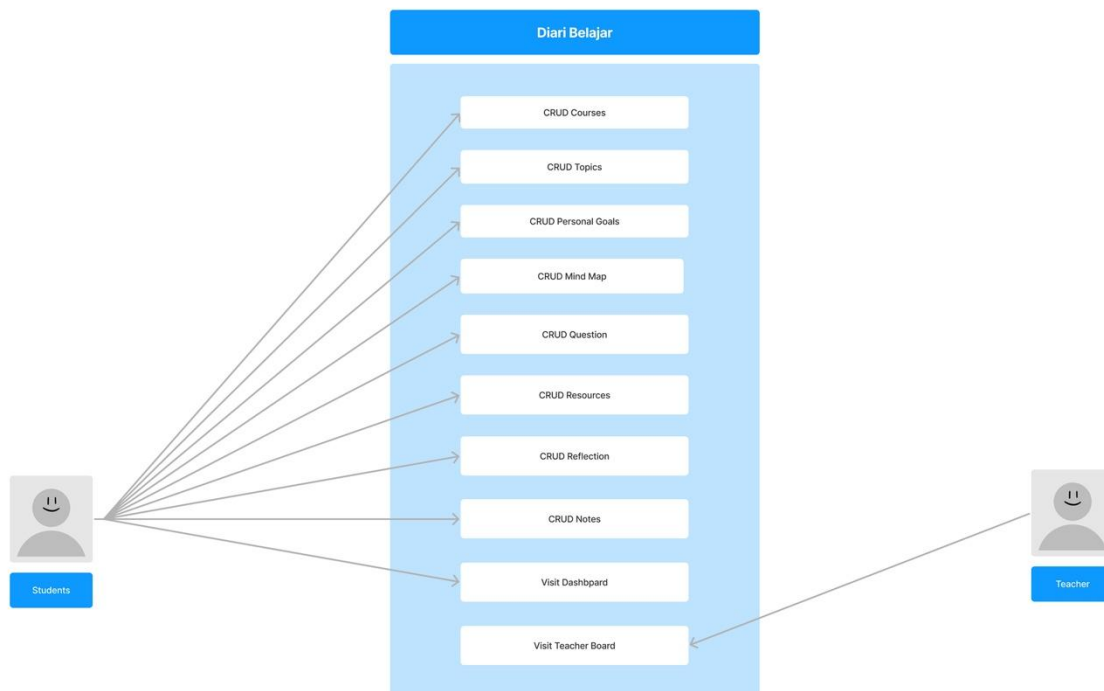 Diari Belajar
CRUD Courses
CRUD Topics
CRUD Personal Goals
CRUD Mind Map
CRUD Question
CRUD Resources
CRUD Reflection
CRUD Notes
Visit Dashbpard
Visit Teacher Board
Students
Teacher